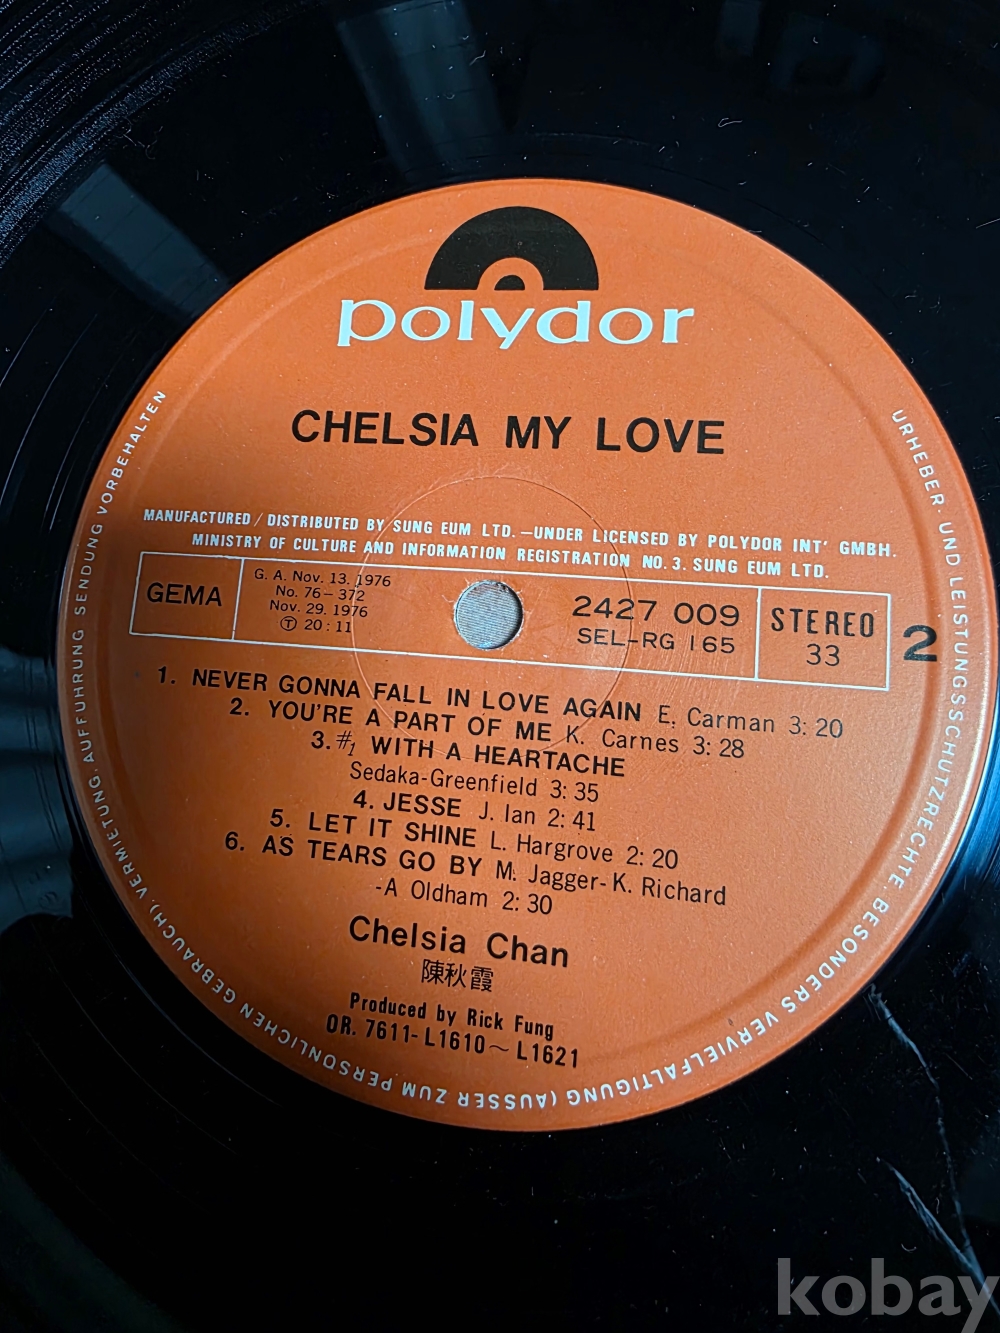 polydor
CHELSIA MY LOVE
MANUFACTURED / DISTRIBUTED BY SUNG EUM LTD. —UNDER LICENSED BY POLYDOR INT' GMBH.
MINISTRY OF CULTURE AND INFORMATION REGISTRATION NO. 3. SUNG EUM LTD.
GEMA
G. A. Nov. 13. 1976
No. 76–372
Nov. 29. 1976
Ⓣ 20 : 11
2427 009
SEL-RG 165
STEREO
33
2
1. NEVER GONNA FALL IN LOVE AGAIN E. Carman 3: 20
2. YOU'RE A PART OF ME K. Carnes 3: 28
3. #1 WITH A HEARTACHE
Sedaka-Greenfield 3: 35
4. JESSE J. Ian 2: 41
5. LET IT SHINE L. Hargrove 2: 20
6. AS TEARS GO BY M. Jagger- K. Richard
-A Oldham 2: 30
Chelsia Chan
陳秋霞
Produced by Rick Fung
OR. 7611- L1610～L1621
URHEBER- UND LEISTUNGSSCHUTZRECHTE. BESONDERS VERVIELFALTIGUNG (AUSSER ZUM PERSONLICHEN GEBRAUCH), VERMIETUNG, AUFFUHRUNG SENDUNG VORBEHALTEN
kobay